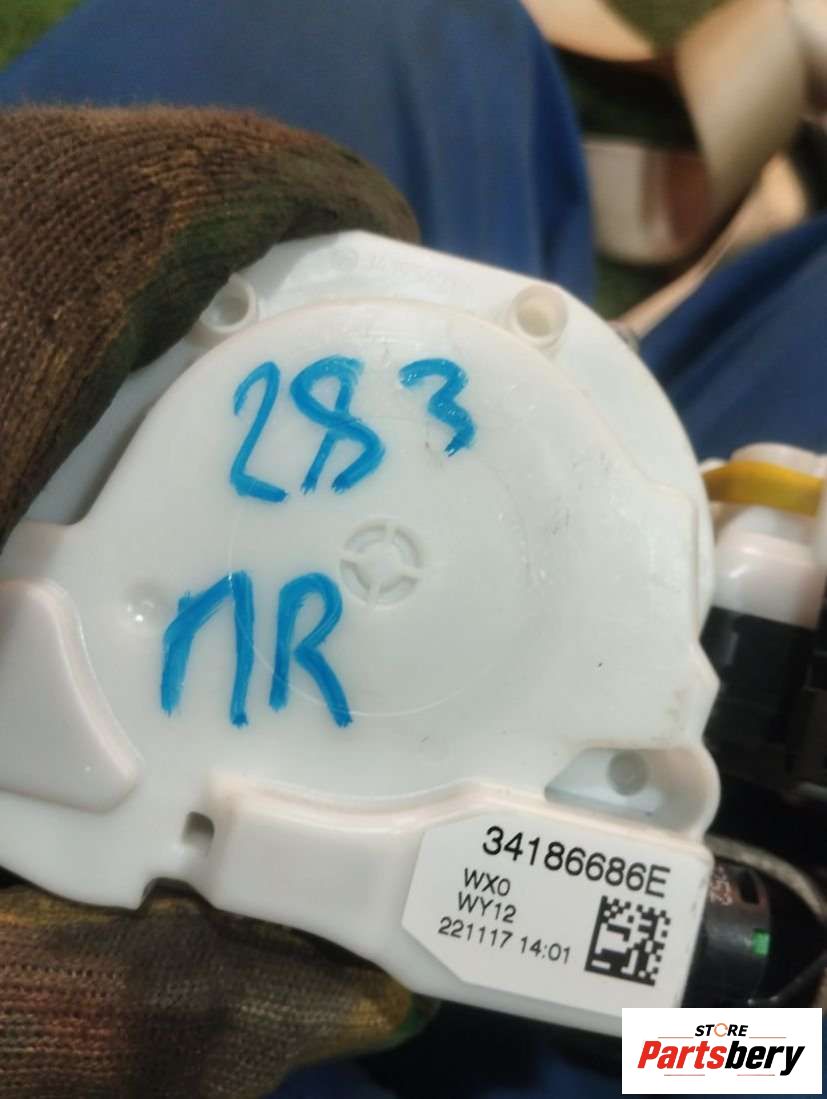 283
ПR
34186686E
WX0
WY12
221117 14:01
STORE
Partsbery